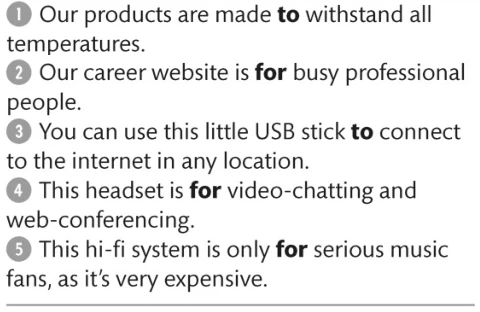 1 Our products are made to withstand all
temperatures.
2 Our career website is for busy professional
people.
3 You can use this little USB stick to connect
to the internet in any location.
4 This headset is for video-chatting and
web-conferencing.
5 This hi-fi system is only for serious music
fans, as it’s very expensive.